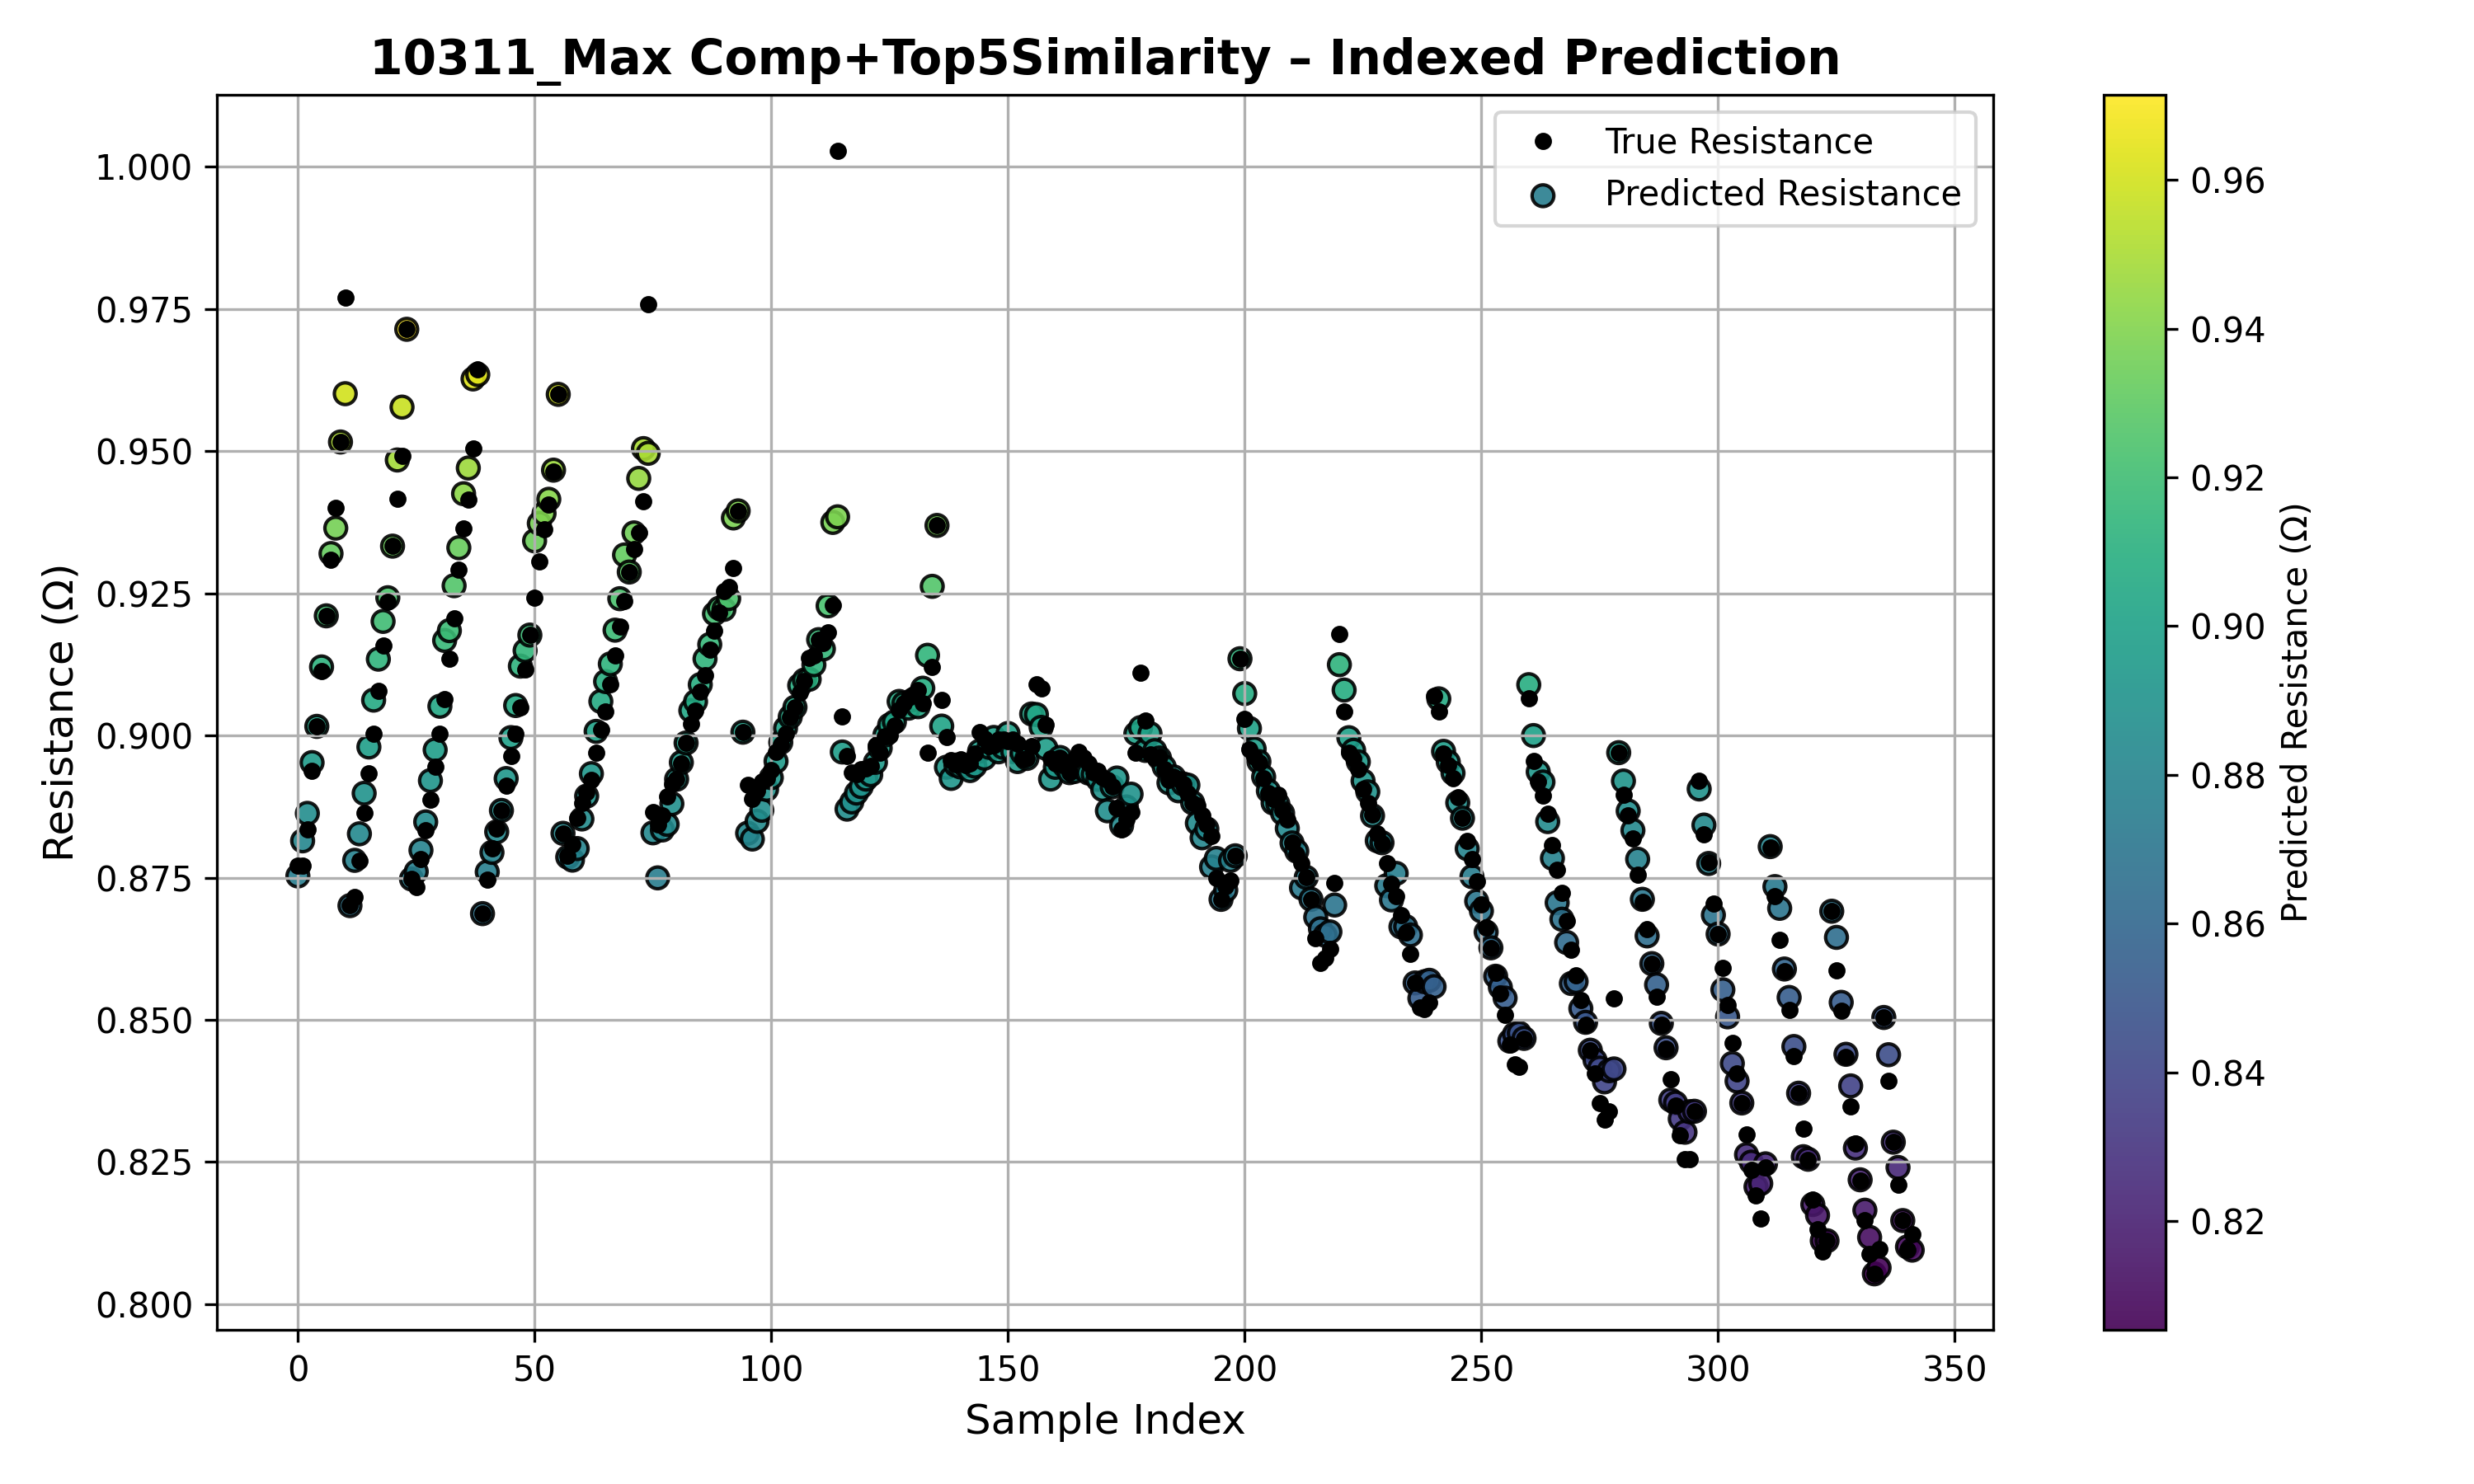 10311_Max Comp+Top5Similarity – Indexed Prediction
True Resistance
Predicted Resistance
Resistance (Ω)
1.000
0.975
0.950
0.925
0.900
0.875
0.850
0.825
0.800
0 50 100 150 200 250 300 350
Sample Index
0.96
0.94
0.92
0.90
0.88
0.86
0.84
0.82
Predicted Resistance (Ω)